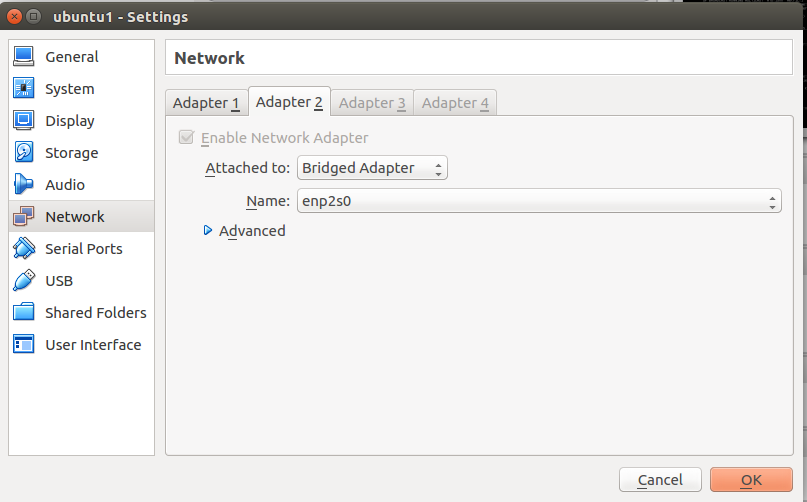 ubuntu1 - Settings
General
System
Display
Storage
Audio
Network
Serial Ports
USB
Shared Folders
User Interface
Network
Adapter 1 Adapter 2 Adapter 3 Adapter 4
Enable Network Adapter
Attached to: Bridged Adapter
Name: enp2s0
Advanced
Cancel OK